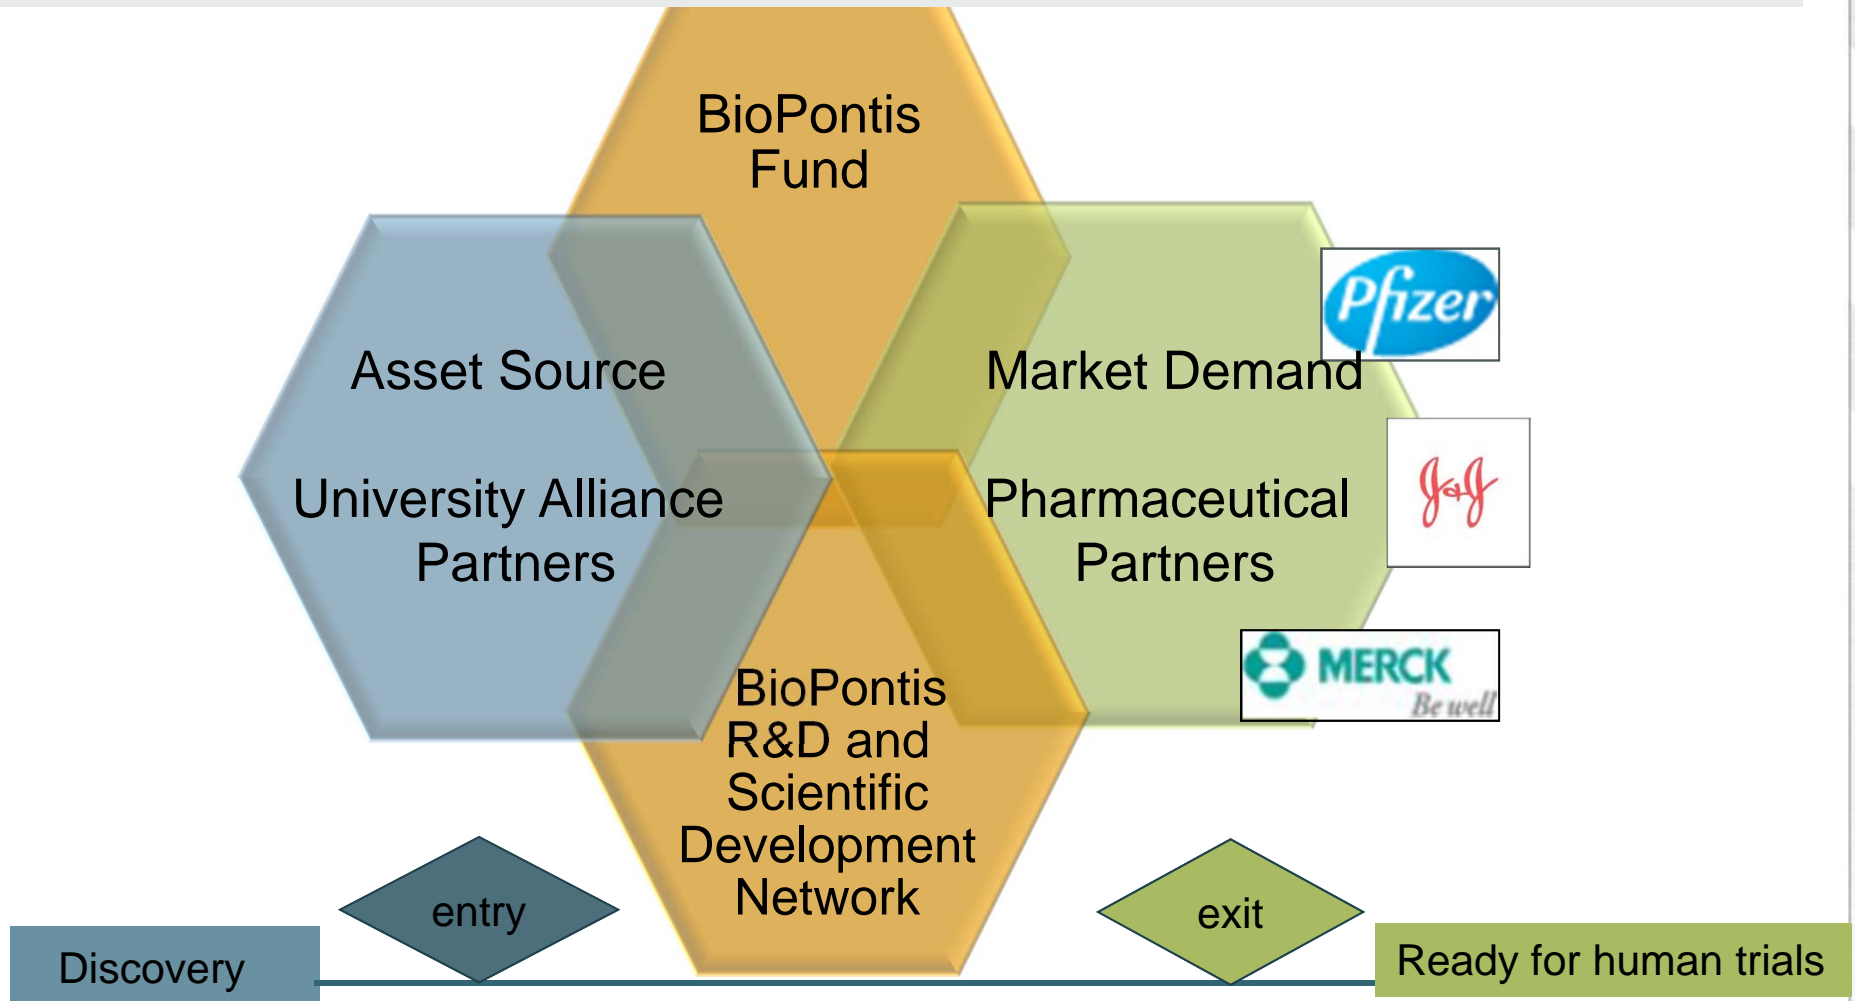 BioPontis
Fund
Asset Source
University Alliance
Partners
Market Demand
Pharmaceutical
Partners
Pfizer
J&J
MERCK
Be well
BioPontis
R&D and
Scientific
Development
Network
entry
exit
Discovery
Ready for human trials